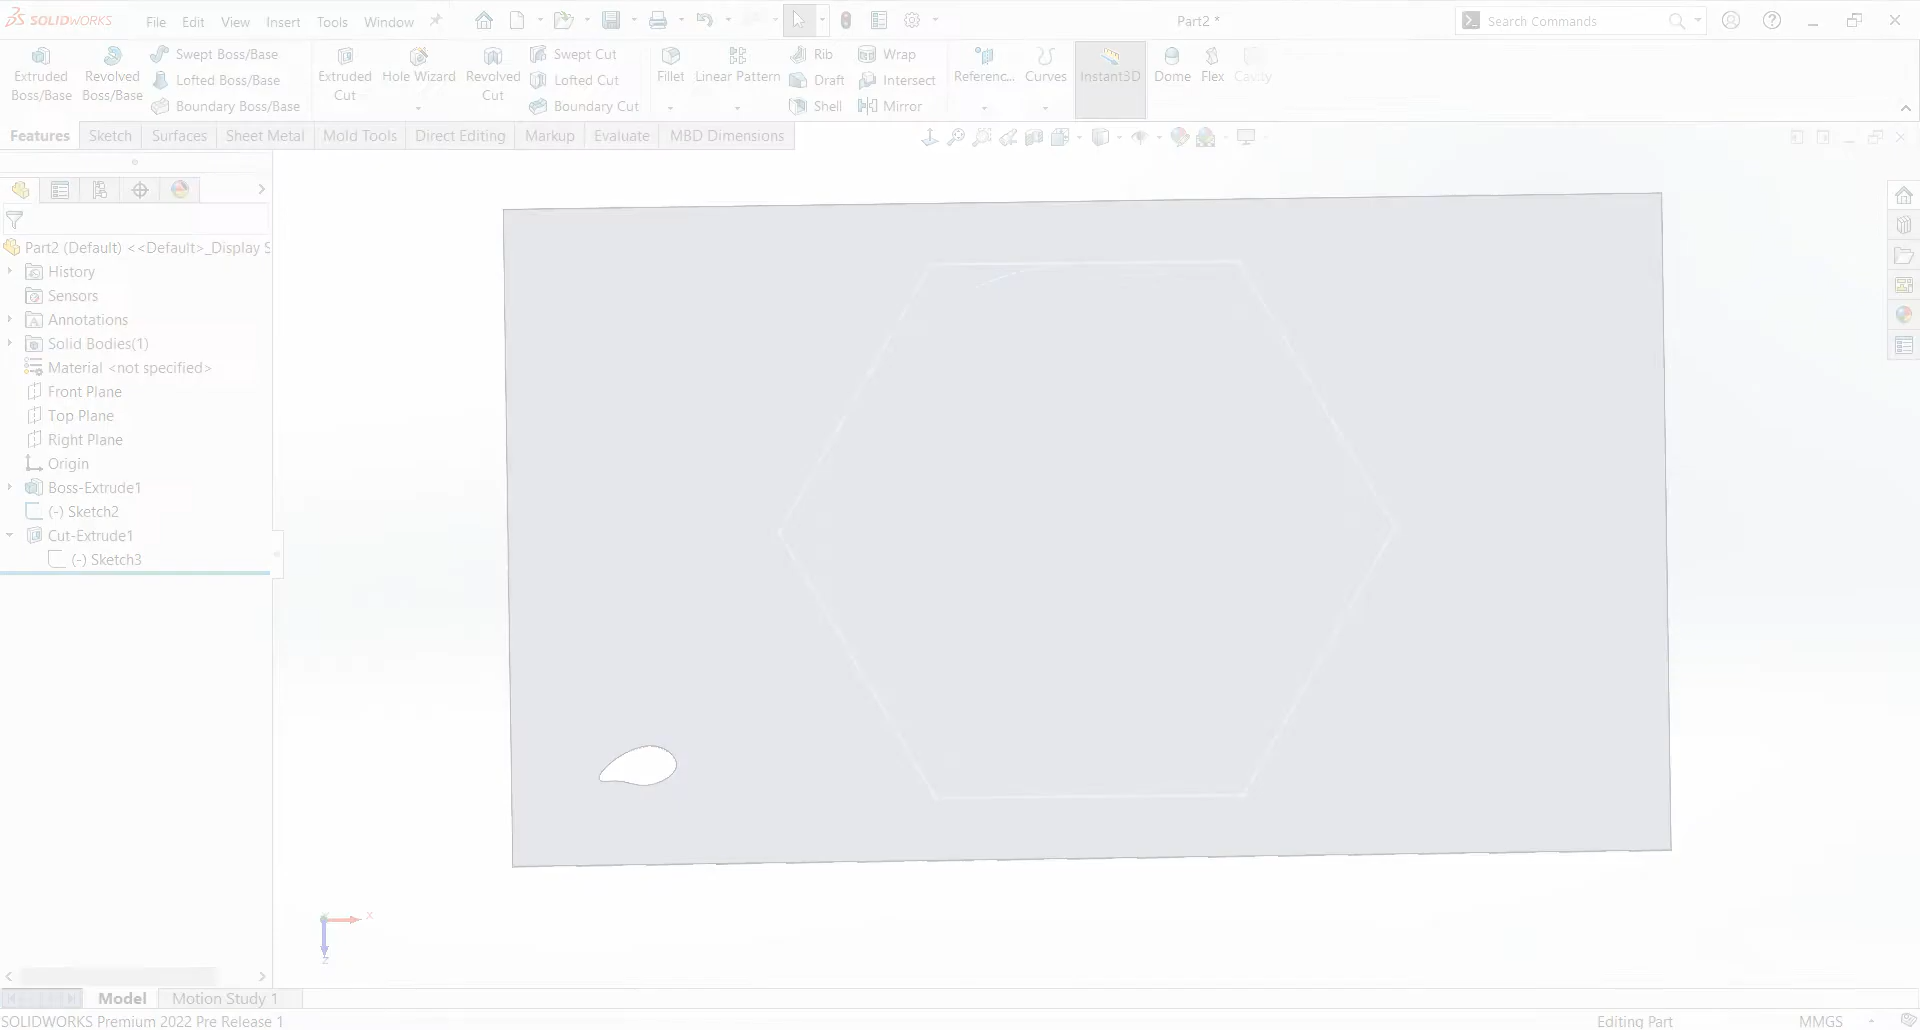 SOLIDWORKS File Edit View Insert Tools Window Part2 * Search Commands
Extruded Boss/Base
Revolved Boss/Base
Swept Boss/Base
Lofted Boss/Base
Boundary Boss/Base
Extruded Cut
Hole Wizard
Revolved Cut
Swept Cut
Lofted Cut
Boundary Cut
Fillet
Linear Pattern
Rib
Draft
Shell
Wrap
Intersect
Mirror
Referenc...
Curves
Instant3D
Dome
Flex
Cavity
Features Sketch Surfaces Sheet Metal Mold Tools Direct Editing Markup Evaluate MBD Dimensions
Part2 (Default) <<Default>_Display S
History
Sensors
Annotations
Solid Bodies(1)
Material <not specified>
Front Plane
Top Plane
Right Plane
Origin
Boss-Extrude1
(-) Sketch2
Cut-Extrude1
(-) Sketch3
X
Z
Model Motion Study 1
SOLIDWORKS Premium 2022 Pre Release 1 Editing Part MMGS